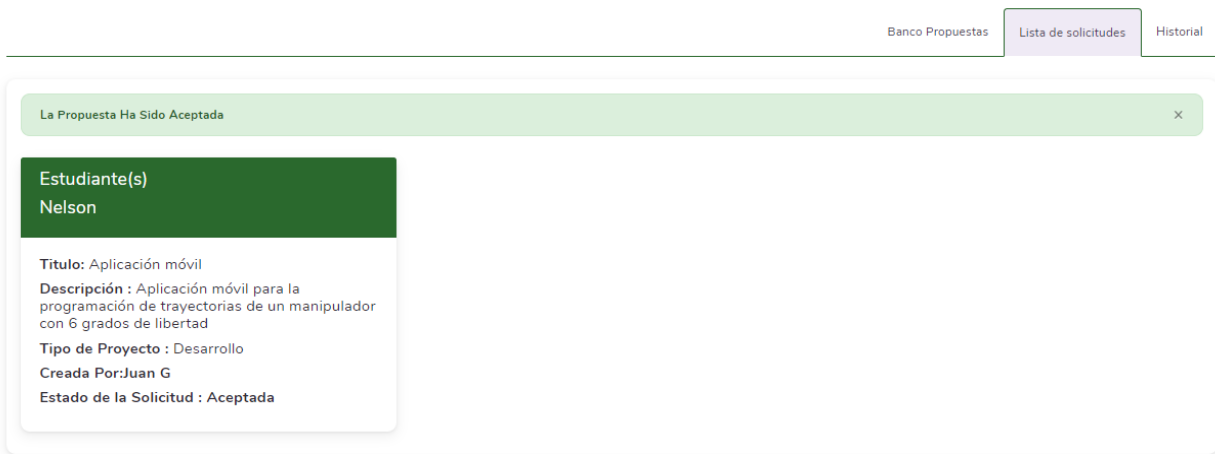 Banco Propuestas
Lista de solicitudes
Historial
La Propuesta Ha Sido Aceptada
×
Estudiante(s)
Nelson
Titulo: Aplicación móvil
Descripción : Aplicación móvil para la
programación de trayectorias de un manipulador
con 6 grados de libertad
Tipo de Proyecto : Desarrollo
Creada Por:Juan G
Estado de la Solicitud : Aceptada